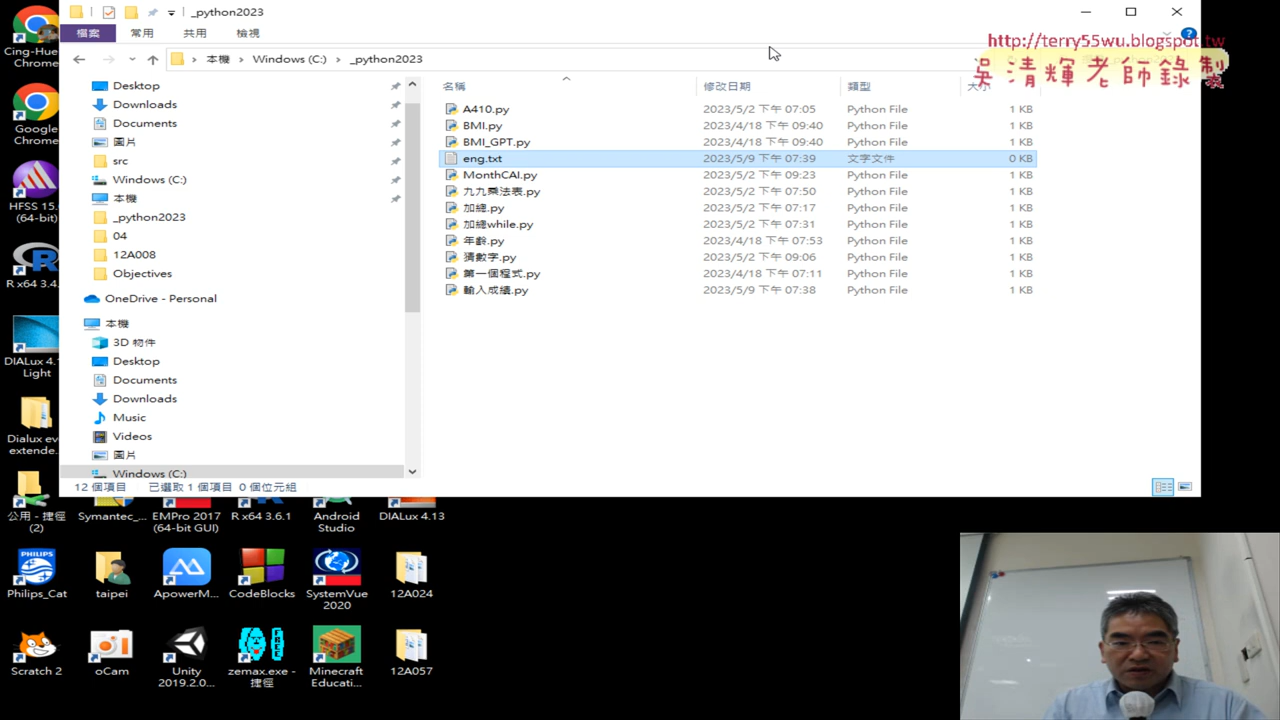 _python2023
檔案 常用 共用 檢視
本機 Windows (C:) _python2023
http://terry55wu.blogspot.tw
吳清輝老師錄製
名稱 修改日期 類型 大小
A410.py 2023/5/2 下午 07:05 Python File 1 KB
BMI.py 2023/4/18 下午 09:40 Python File 1 KB
BMI_GPT.py 2023/4/18 下午 09:40 Python File 1 KB
eng.txt 2023/5/9 下午 07:39 文字文件 0 KB
MonthCAl.py 2023/5/2 下午 09:23 Python File 1 KB
九九乘法表.py 2023/5/2 下午 07:50 Python File 1 KB
加總.py 2023/5/2 下午 07:17 Python File 1 KB
加總while.py 2023/5/2 下午 07:31 Python File 1 KB
年齡.py 2023/4/18 下午 07:53 Python File 1 KB
猜數字.py 2023/5/2 下午 09:06 Python File 1 KB
第一個程式.py 2023/4/18 下午 07:11 Python File 1 KB
輸入成績.py 2023/5/9 下午 07:38 Python File 1 KB
Desktop
Downloads
Documents
圖片
src
Windows (C:)
本機
_python2023
04
12A008
Objectives
OneDrive - Personal
本機
3D 物件
Desktop
Documents
Downloads
Music
Videos
圖片
Windows (C:)
12 個項目 已選取 1 個項目 0 個位元組
Cing-Hue
Chrome
Google
Chrome
HFSS 15.
(64-bit)
R x64 3.4.
DIALux 4.1
Light
Dialux ev
extende..
公用 - 捷徑
(2)
Symantec_...
EMPro 2017
(64-bit GUI)
R x64 3.6.1
Android
Studio
DIALux 4.13
PHILIPS
Philips_Cat
taipei
ApowerM...
CodeBlocks
SystemVue
2020
12A024
Scratch 2
oCam
Unity
2019.2.0...
FREE
zemax.exe -
捷徑
Minecraft
Educati...
12A057